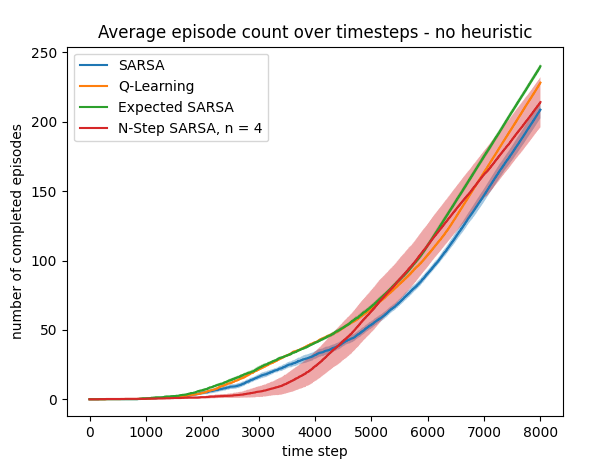 Average episode count over timesteps - no heuristic
250
200
150
100
50
0
number of completed episodes
SARSA
Q-Learning
Expected SARSA
N-Step SARSA, n = 4
0 1000 2000 3000 4000 5000 6000 7000 8000
time step